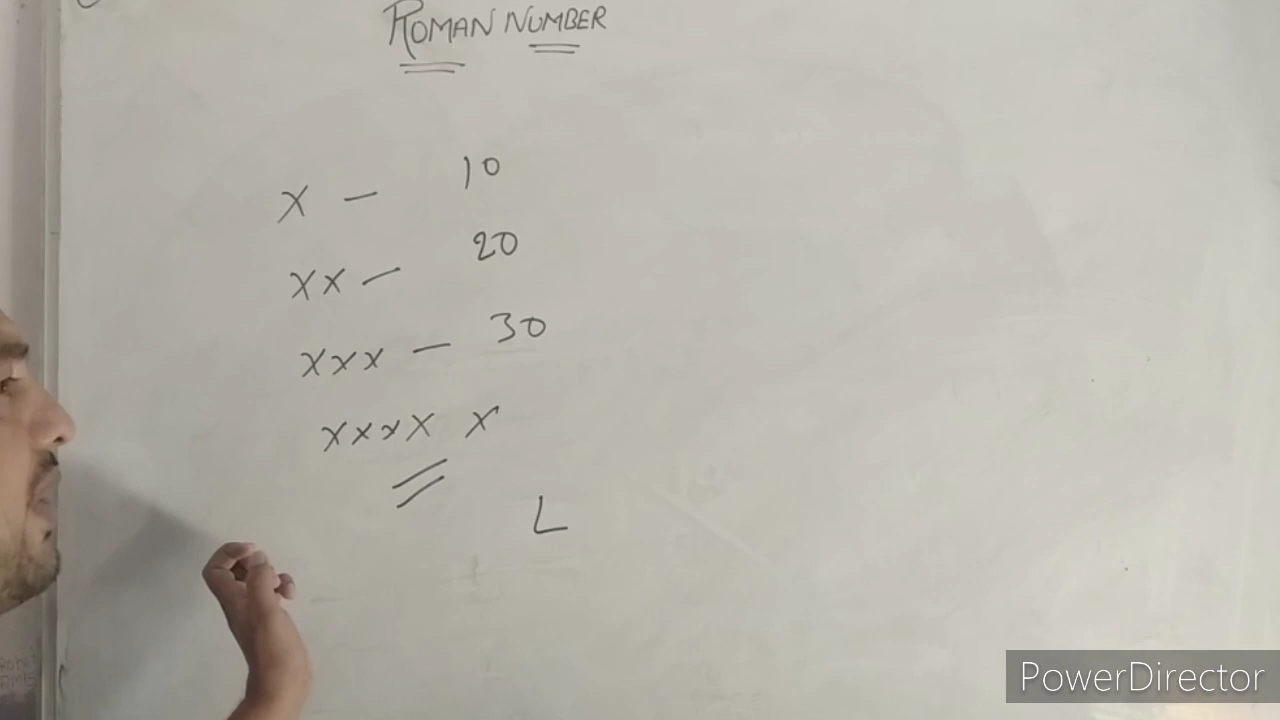 ROMAN NUMBER
X — 10
XX — 20
XXX — 30
XXXX X
L
PowerDirector